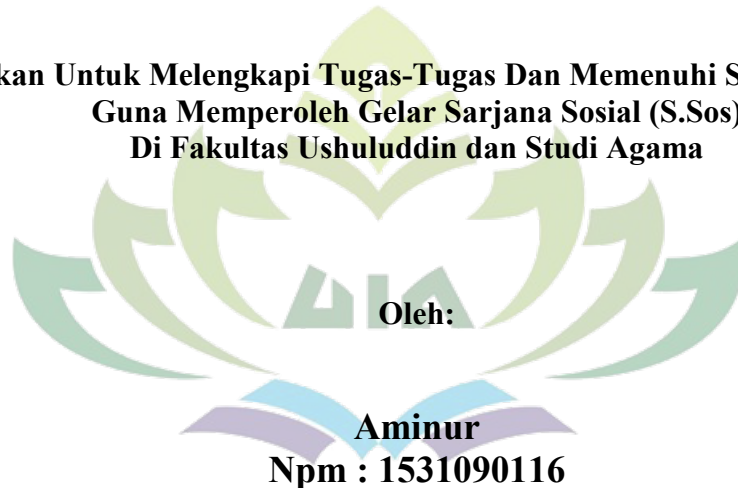 kan Untuk Melengkapi Tugas-Tugas Dan Memenuhi S
Guna Memperoleh Gelar Sarjana Sosial (S.Sos)
Di Fakultas Ushuluddin dan Studi Agama
UIN
Oleh:
Aminur
Npm : 1531090116